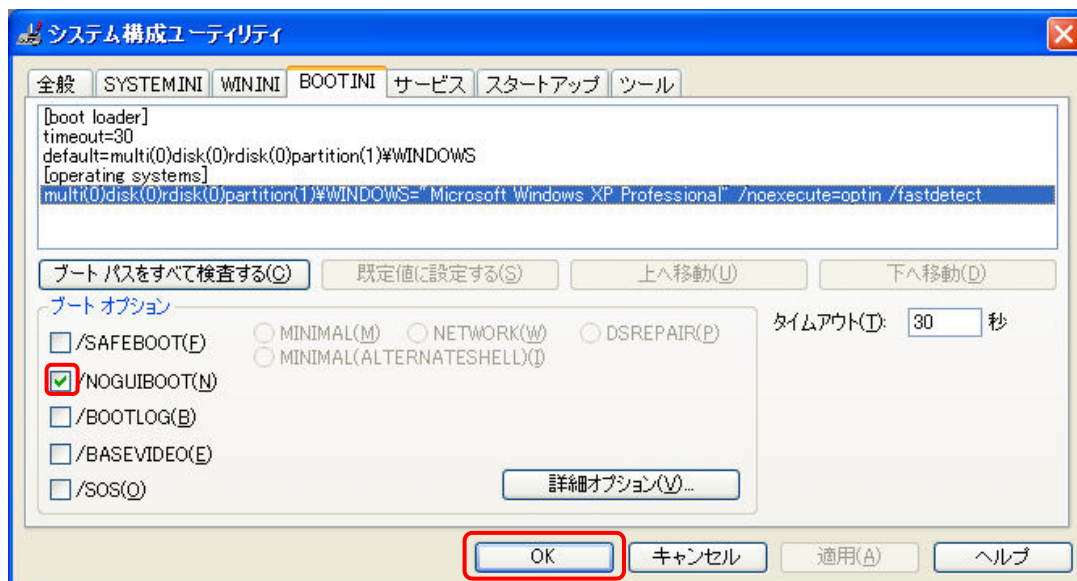 システム構成ユーティリティ
全般 SYSTEM.INI WIN.INI BOOT.INI サービス スタートアップ ツール
[boot loader]
timeout=30
default=multi(0)disk(0)rdisk(0)partition(1)¥WINDOWS
[operating systems]
multi(0)disk(0)rdisk(0)partition(1)¥WINDOWS="Microsoft Windows XP Professional" /noexecute=optin /fastdetect
ブート パスをすべて検査する(C) 既定値に設定する(S) 上へ移動(U) 下へ移動(D)
ブート オプション
/SAFEBOOT(F) MINIMAL(M) NETWORK(W) DSREPAIR(P) タイムアウト(T): 30 秒
MINIMAL(ALTERNATESHELL)(I)
/NOGUIBOOT(N)
/BOOTLOG(B)
/BASEVIDEO(E)
/SOS(O) 詳細オプション(V)...
OK キャンセル 適用(A) ヘルプ